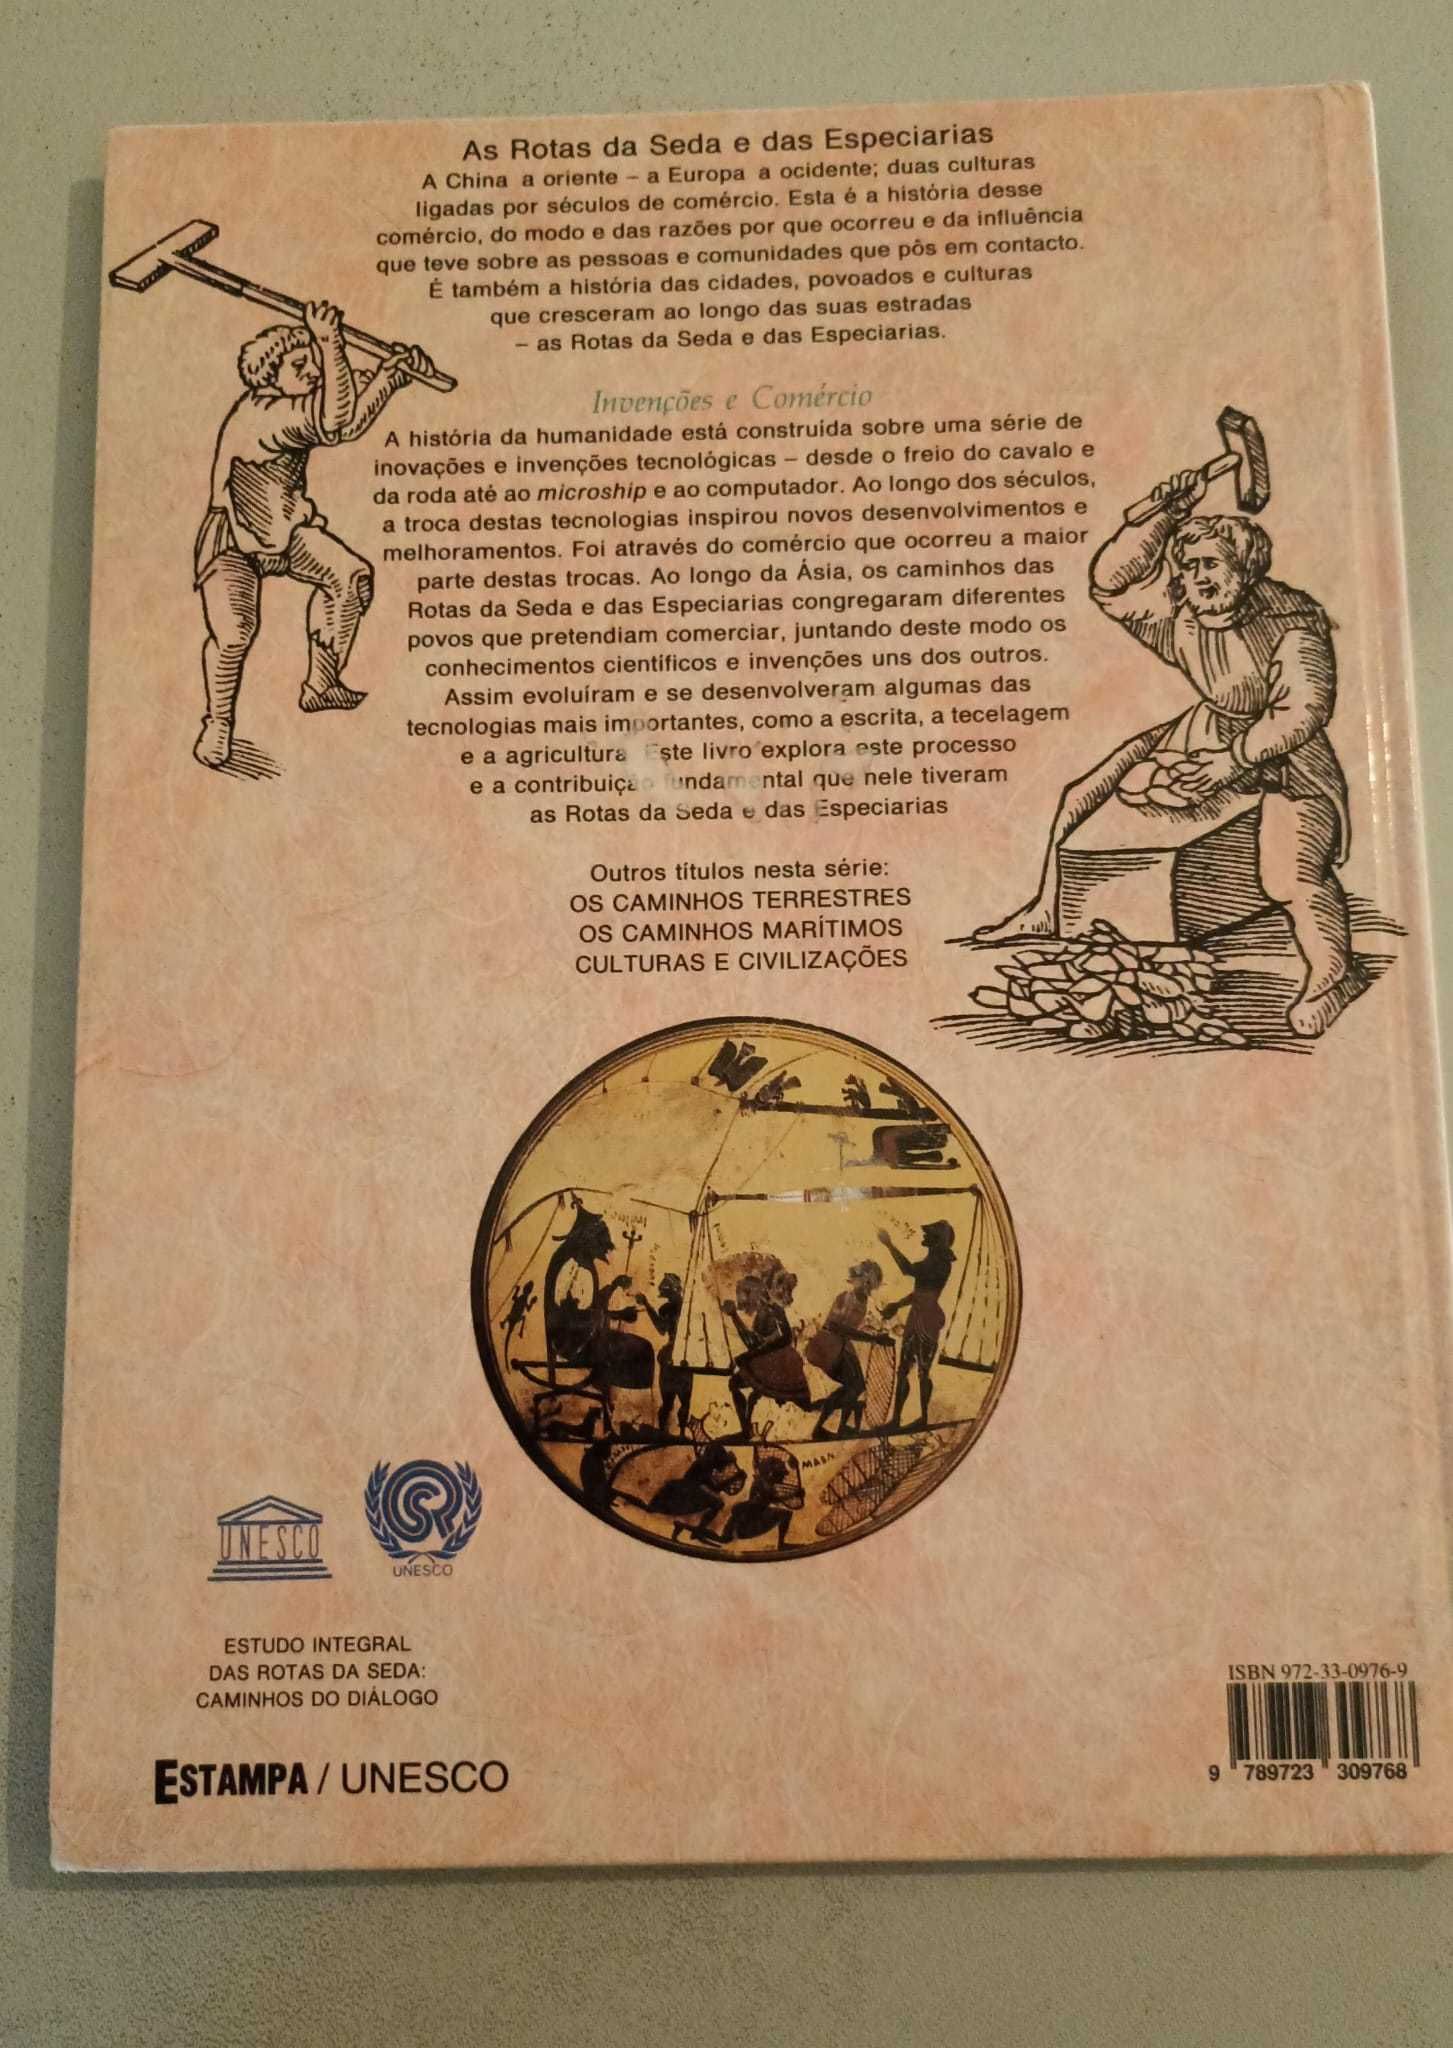 As Rotas da Seda e das Especiarias
A China a oriente – a Europa a ocidente; duas culturas
ligadas por séculos de comércio. Esta é a história desse
comércio, do modo e das razões por que ocorreu e da influência
que teve sobre as pessoas e comunidades que pôs em contacto.
É também a história das cidades, povoados e culturas
que cresceram ao longo das suas estradas
– as Rotas da Seda e das Especiarias.
Invenções e Comércio
A história da humanidade está construída sobre uma série de
inovações e invenções tecnológicas – desde o freio do cavalo e
da roda até ao microship e ao computador. Ao longo dos séculos,
a troca destas tecnologias inspirou novos desenvolvimentos e
melhoramentos. Foi através do comércio que ocorreu a maior
parte destas trocas. Ao longo da Ásia, os caminhos das
Rotas da Seda e das Especiarias congregaram diferentes
povos que pretendiam comerciar, juntando deste modo os
conhecimentos científicos e invenções uns dos outros.
Assim evoluíram e se desenvolveram algumas das
tecnologias mais importantes, como a escrita, a tecelagem
e a agricultura. Este livro explora este processo
e a contribuição fundamental que nele tiveram
as Rotas da Seda e das Especiarias
Outros títulos nesta série:
OS CAMINHOS TERRESTRES
OS CAMINHOS MARÍTIMOS
CULTURAS E CIVILIZAÇÕES
UNESCO
UNESCO
ESTUDO INTEGRAL
DAS ROTAS DA SEDA:
CAMINHOS DO DIÁLOGO
ESTAMPA / UNESCO
ISBN 972-33-0976-9
9 789723 309768